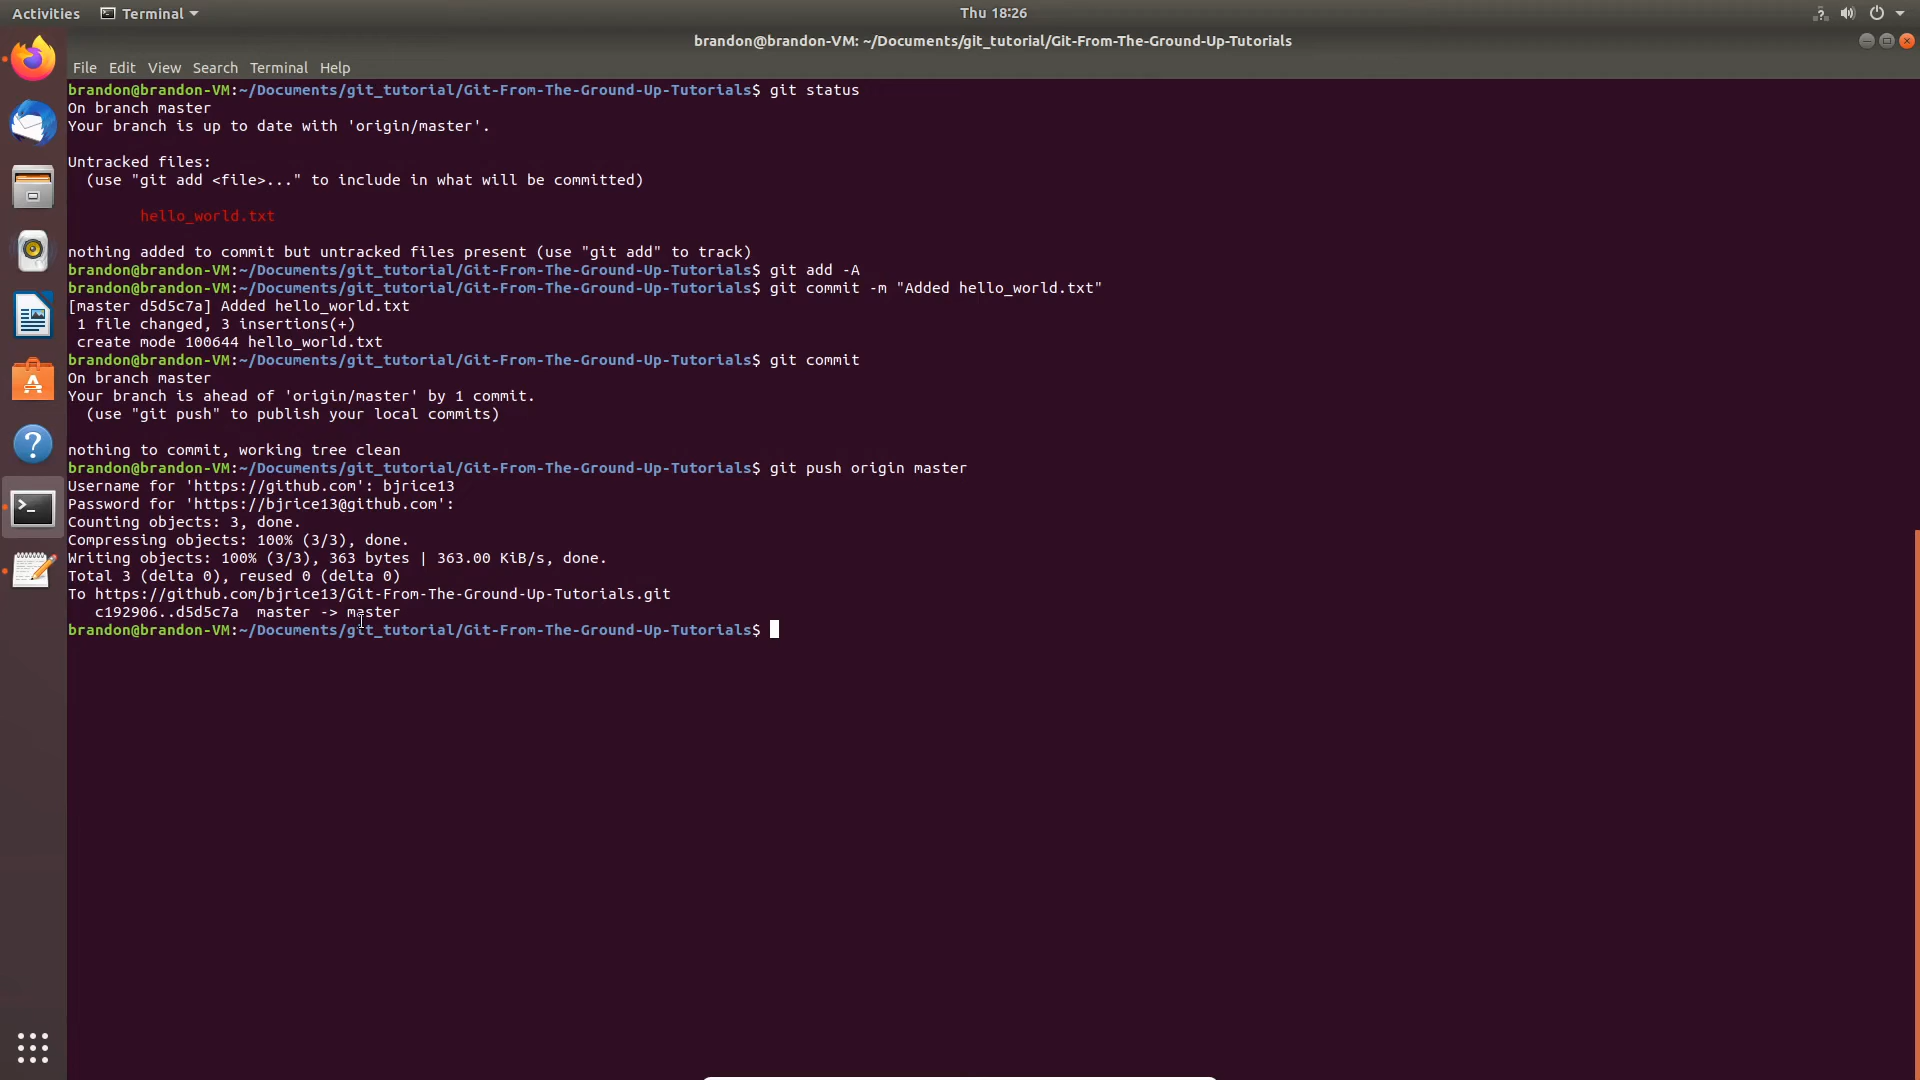 Activities Terminal Thu 18:26
brandon@brandon-VM: ~/Documents/git_tutorial/Git-From-The-Ground-Up-Tutorials
File Edit View Search Terminal Help
brandon@brandon-VM:~/Documents/git_tutorial/Git-From-The-Ground-Up-Tutorials$ git status
On branch master
Your branch is up to date with 'origin/master'.
Untracked files:
(use "git add <file>..." to include in what will be committed)
hello_world.txt
nothing added to commit but untracked files present (use "git add" to track)
brandon@brandon-VM:~/Documents/git_tutorial/Git-From-The-Ground-Up-Tutorials$ git add -A
brandon@brandon-VM:~/Documents/git_tutorial/Git-From-The-Ground-Up-Tutorials$ git commit -m "Added hello_world.txt"
[master d5d5c7a] Added hello_world.txt
1 file changed, 3 insertions(+)
create mode 100644 hello_world.txt
brandon@brandon-VM:~/Documents/git_tutorial/Git-From-The-Ground-Up-Tutorials$ git commit
On branch master
Your branch is ahead of 'origin/master' by 1 commit.
(use "git push" to publish your local commits)
nothing to commit, working tree clean
brandon@brandon-VM:~/Documents/git_tutorial/Git-From-The-Ground-Up-Tutorials$ git push origin master
Username for 'https://github.com': bjrice13
Password for 'https://bjrice13@github.com':
Counting objects: 3, done.
Compressing objects: 100% (3/3), done.
Writing objects: 100% (3/3), 363 bytes | 363.00 KiB/s, done.
Total 3 (delta 0), reused 0 (delta 0)
To https://github.com/bjrice13/Git-From-The-Ground-Up-Tutorials.git
c192906..d5d5c7a master -> master
brandon@brandon-VM:~/Documents/git_tutorial/Git-From-The-Ground-Up-Tutorials$